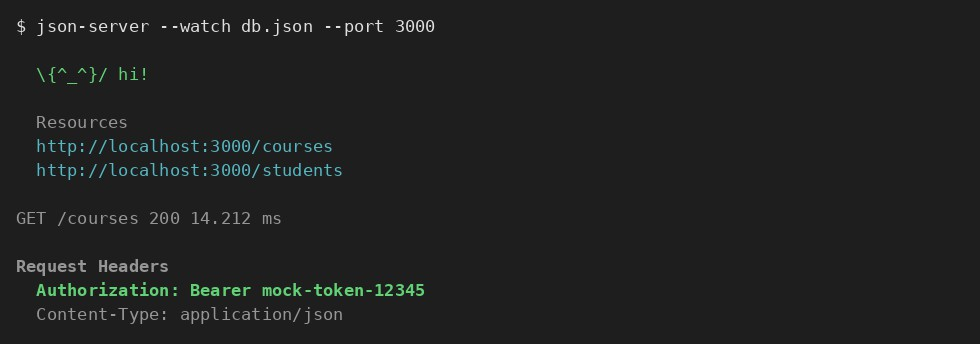 $ json-server --watch db.json --port 3000
\{^_^}/ hi!
Resources
http://localhost:3000/courses
http://localhost:3000/students
GET /courses 200 14.212 ms
Request Headers
Authorization: Bearer mock-token-12345
Content-Type: application/json